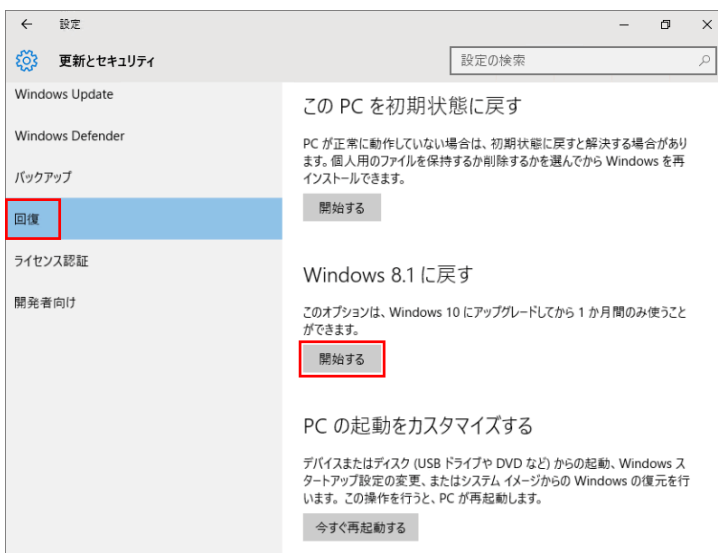 設定
更新とセキュリティ
設定の検索
Windows Update
Windows Defender
バックアップ
回復
ライセンス認証
開発者向け
この PC を初期状態に戻す
PC が正常に動作していない場合は、初期状態に戻すと解決する場合があり
ます。個人用のファイルを保持するか削除するかを選んでから Windows を再
インストールできます。
開始する
Windows 8.1 に戻す
このオプションは、Windows 10 にアップグレードしてから 1 か月間のみ使うこと
ができます。
開始する
PC の起動をカスタマイズする
デバイスまたはディスク (USB ドライブや DVD など) からの起動、Windows ス
タートアップ設定の変更、またはシステム イメージからの Windows の復元を行
います。この操作を行うと、PC が再起動します。
今すぐ再起動する